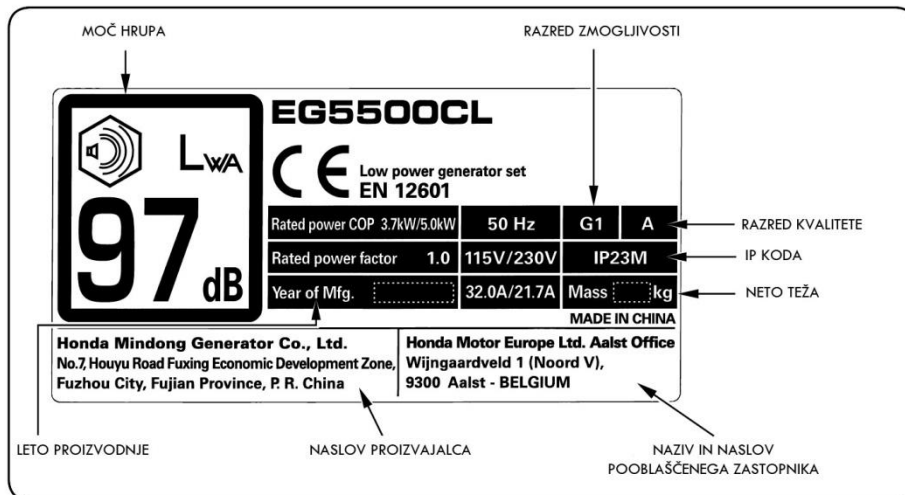 MOČ HRUPA
RAZRED ZMOGLJIVOSTI
LWA
97 dB
EG5500CL
CE
Low power generator set
EN 12601
Rated power COP 3.7kW/5.0kW 50 Hz G1 A
RAZRED KVALITETE
Rated power factor 1.0 115V/230V IP23M
IP KODA
Year of Mfg. 32.0A/21.7A Mass kg
NETO TEŽA
MADE IN CHINA
Honda Mindong Generator Co., Ltd.
No.7, Houyu Road Fuxing Economic Development Zone,
Fuzhou City, Fujian Province, P. R. China
Honda Motor Europe Ltd. Aalst Office
Wijngaardveld 1 (Noord V),
9300 Aalst - BELGIUM
LETO PROIZVODNJE
NASLOV PROIZVAJALCA
NAZIV IN NASLOV
POOBLAŠČENEGA ZASTOPNIKA